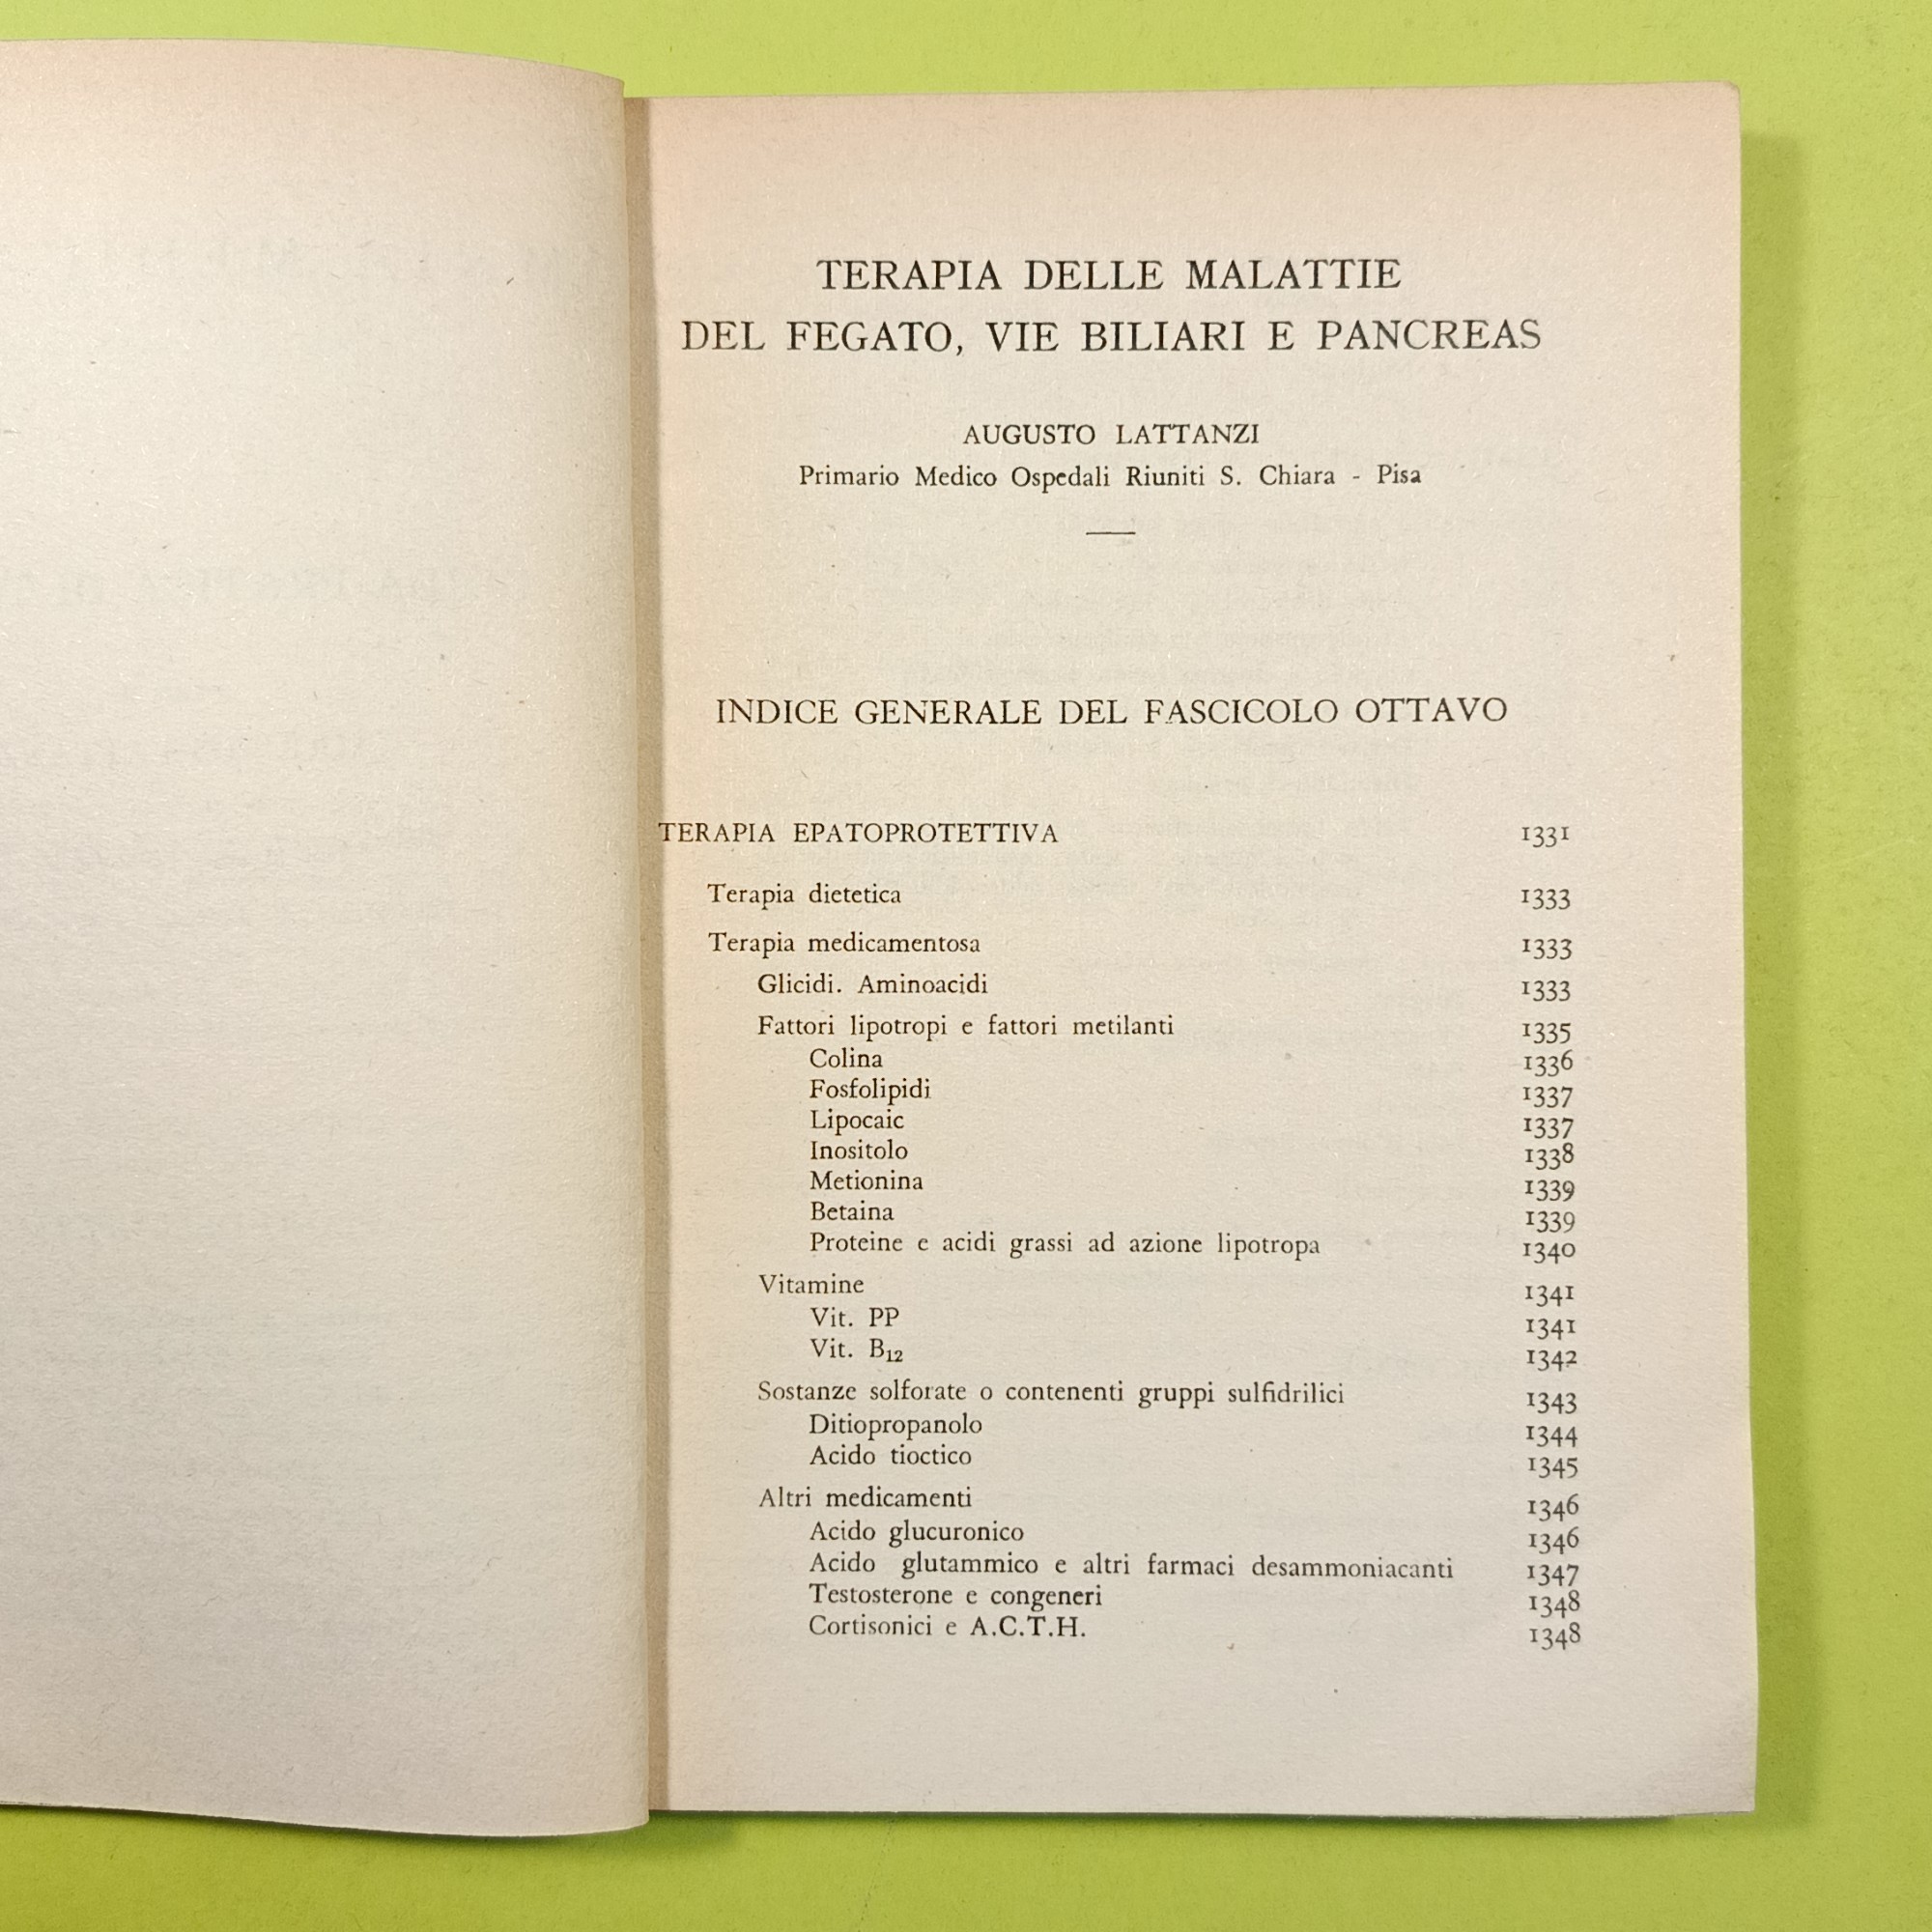 TERAPIA DELLE MALATTIE
DEL FEGATO, VIE BILIARI E PANCREAS
AUGUSTO LATTANZI
Primario Medico Ospedali Riuniti S. Chiara - Pisa
INDICE GENERALE DEL FASCICOLO OTTAVO
TERAPIA EPATOPROTETTIVA 1331
Terapia dietetica 1333
Terapia medicamentosa 1333
Glicidi. Aminoacidi 1333
Fattori lipotropi e fattori metilanti 1335
Colina 1336
Fosfolipidi 1337
Lipocaic 1337
Inositolo 1338
Metionina 1339
Betaina 1339
Proteine e acidi grassi ad azione lipotropa 1340
Vitamine 1341
Vit. PP 1341
Vit. B₁₂ 1342
Sostanze solforate o contenenti gruppi sulfidrilici 1343
Ditiopropanolo 1344
Acido tioctico 1345
Altri medicamenti 1346
Acido glucuronico 1346
Acido glutammico e altri farmaci desammoniacanti 1347
Testosterone e congeneri 1348
Cortisonici e A.C.T.H. 1348